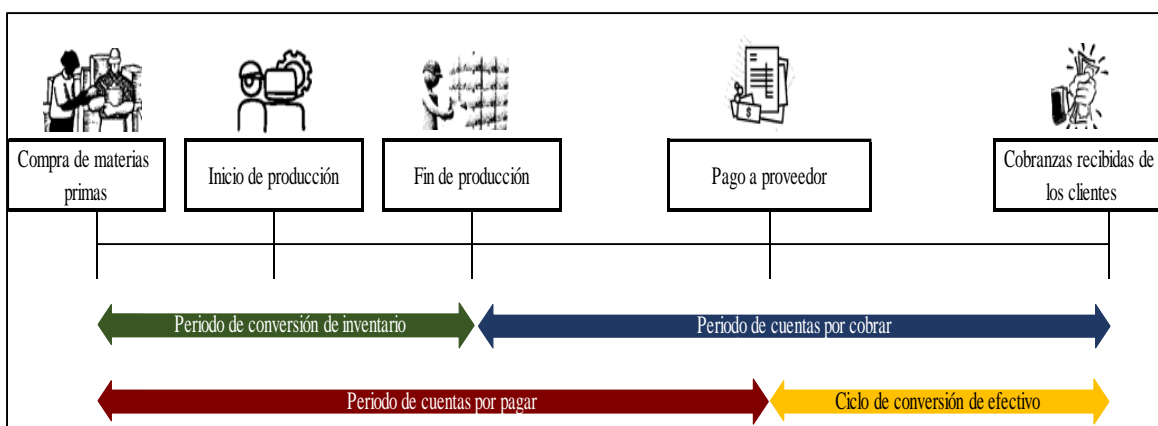 Compra de materias
primas
Inicio de producción
Fin de producción
Pago a proveedor
Cobranzas recibidas de
los clientes
Periodo de conversión de inventario
Periodo de cuentas por cobrar
Periodo de cuentas por pagar
Ciclo de conversión de efectivo